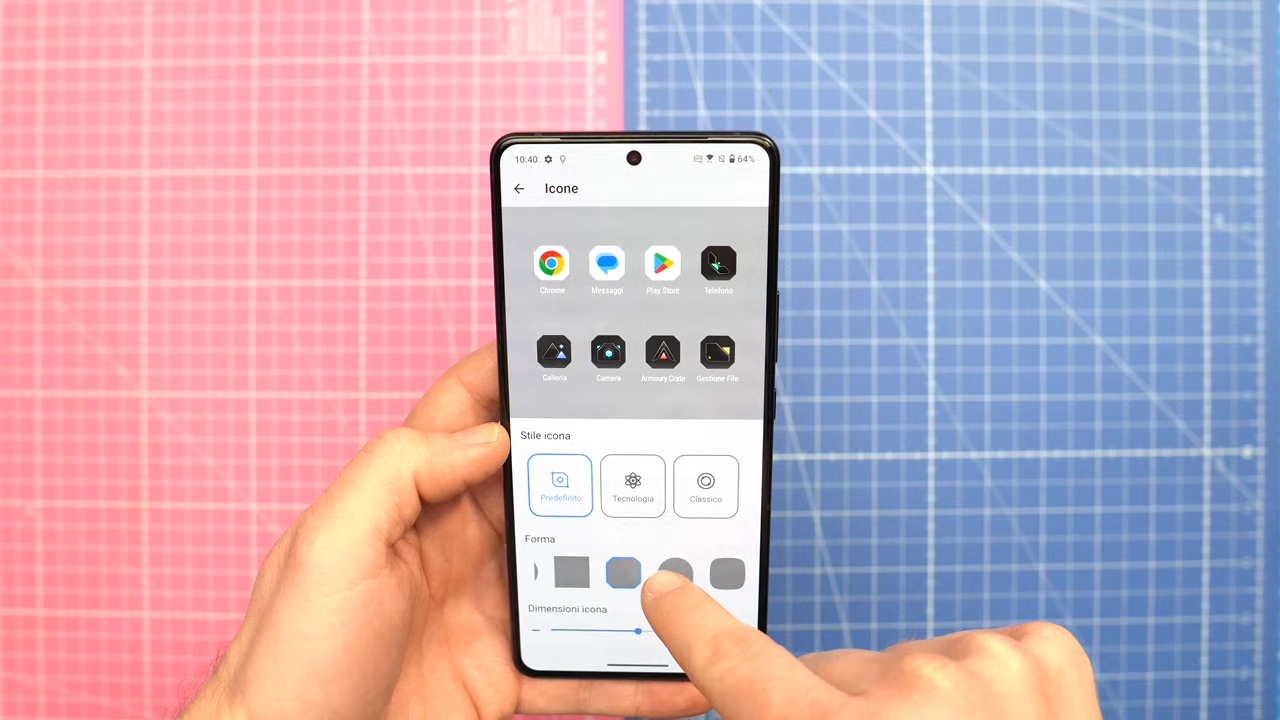 10:40 64%
Icone
Chrome Messaggi Play Store Telefono
Galleria Camera Armoury Crate Gestione File
Stile icona
Predefinito Tecnologia Classico
Forma
Dimensioni icona